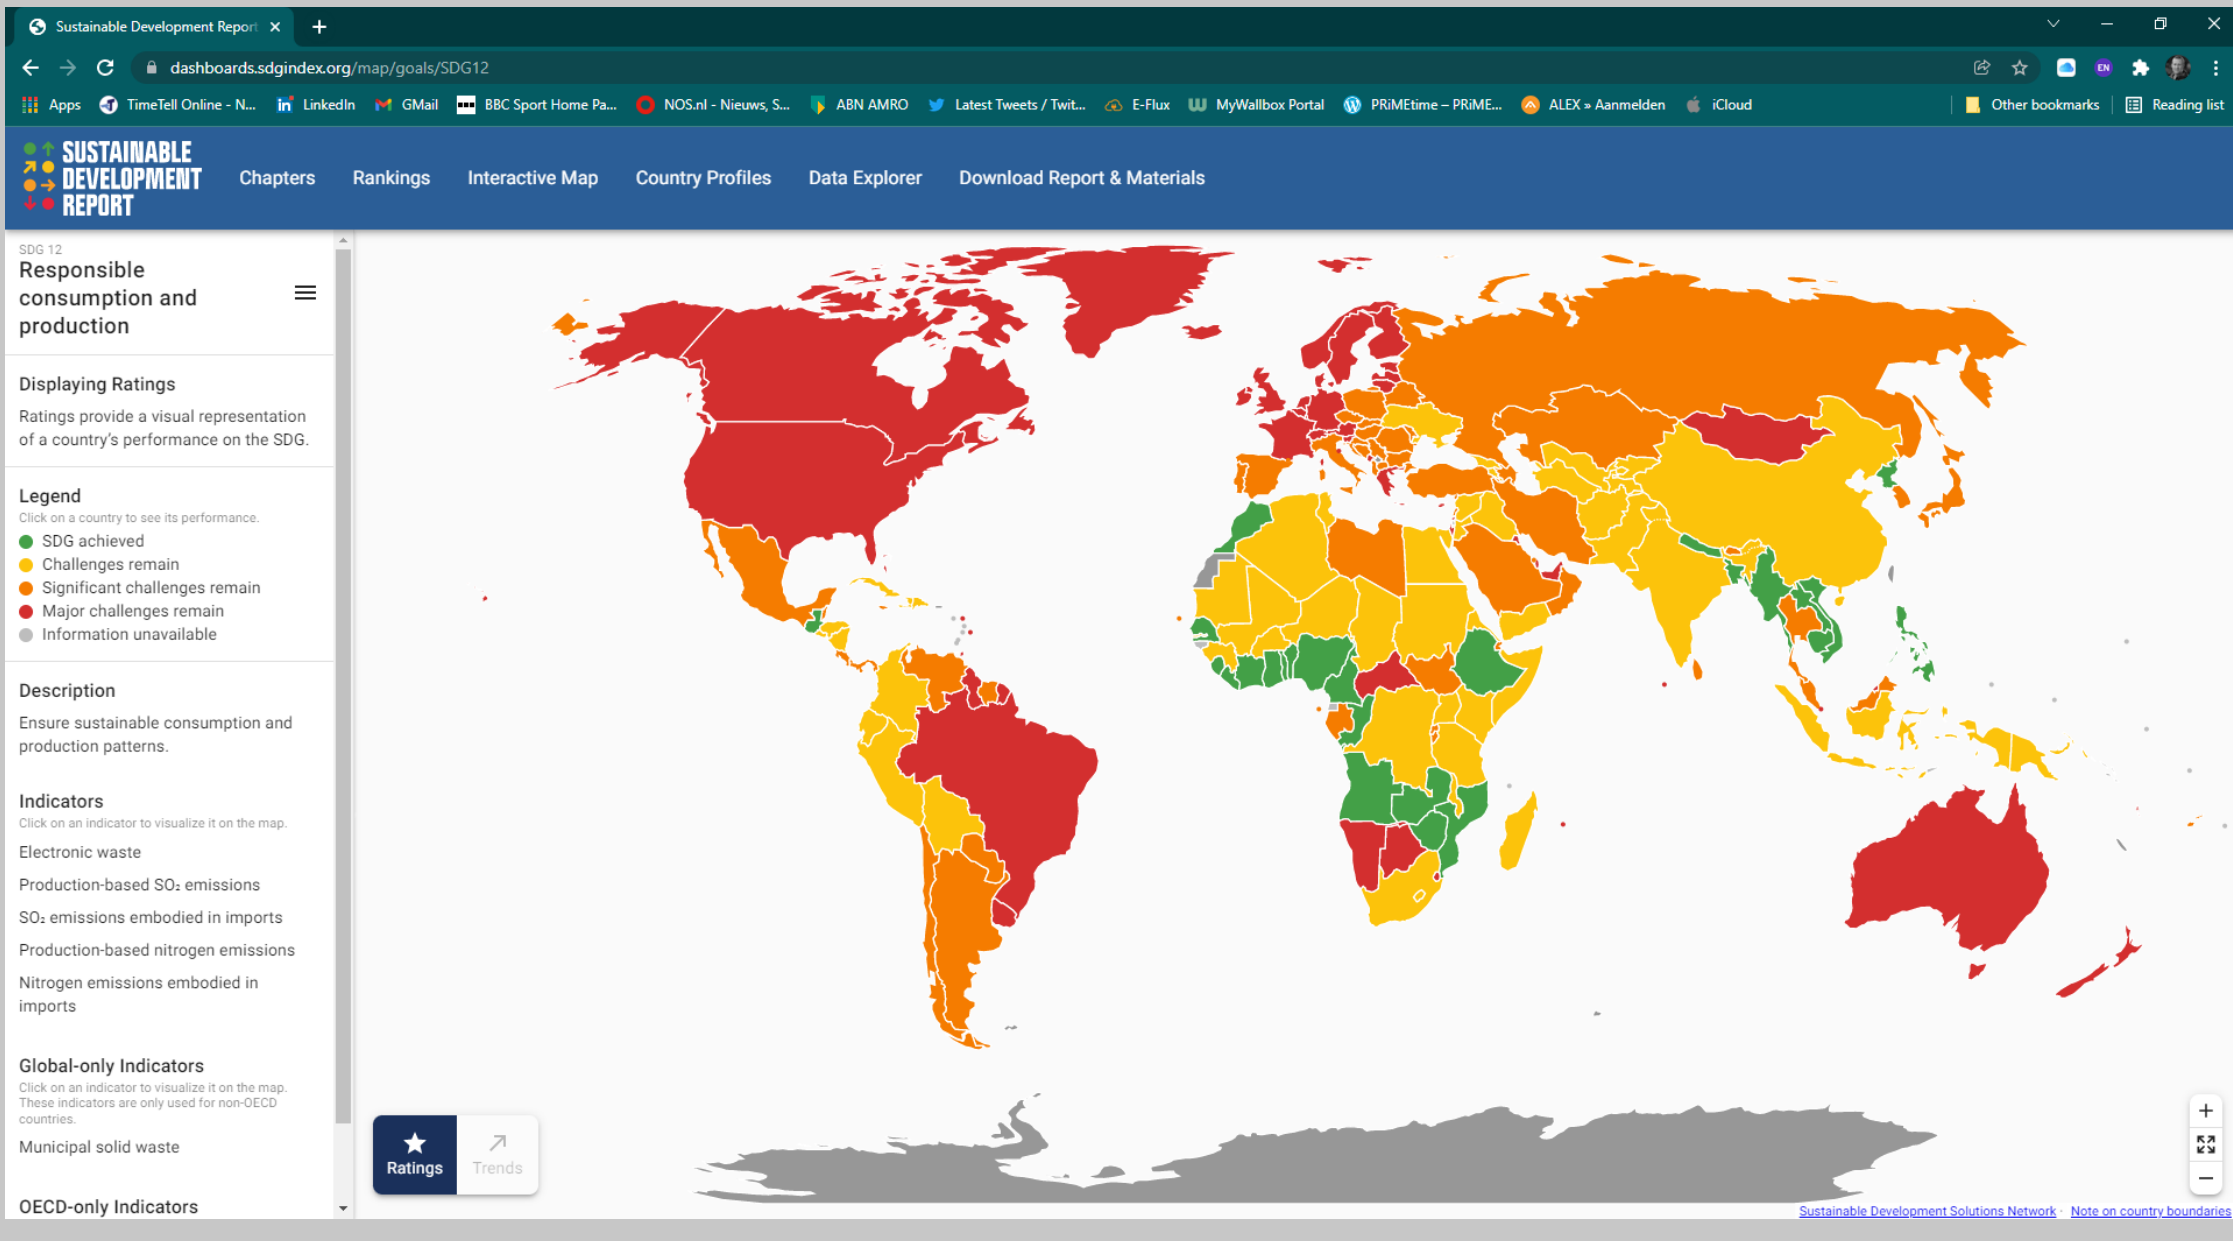 Sustainable Development Report
dashboards.sdgindex.org/map/goals/SDG12
EN
Apps
TimeTell Online - N...
LinkedIn
GMail
BBC Sport Home Pa...
NOS.nl - Nieuws, S...
ABN AMRO
Latest Tweets / Twit...
E-Flux
MyWallbox Portal
PRiMEtime – PRiME...
ALEX » Aanmelden
iCloud
Other bookmarks
Reading list
SUSTAINABLE
DEVELOPMENT
REPORT
Chapters
Rankings
Interactive Map
Country Profiles
Data Explorer
Download Report & Materials
SDG 12
Responsible
consumption and
production
Displaying Ratings
Ratings provide a visual representation
of a country's performance on the SDG.
Legend
Click on a country to see its performance.
SDG achieved
Challenges remain
Significant challenges remain
Major challenges remain
Information unavailable
Description
Ensure sustainable consumption and
production patterns.
Indicators
Click on an indicator to visualize it on the map.
Electronic waste
Production-based SO₂ emissions
SO₂ emissions embodied in imports
Production-based nitrogen emissions
Nitrogen emissions embodied in
imports
Global-only Indicators
Click on an indicator to visualize it on the map.
These indicators are only used for non-OECD
countries.
Municipal solid waste
OECD-only Indicators
Ratings
Trends
Sustainable Development Solutions Network · Note on country boundaries